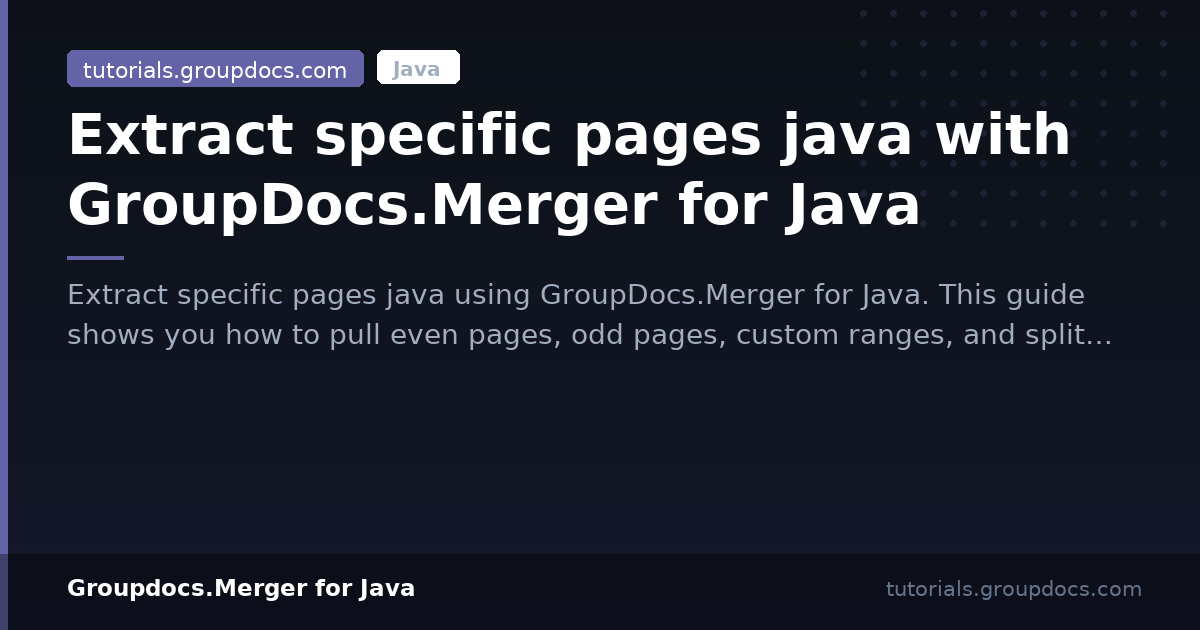 tutorials.groupdocs.com
Java
Extract specific pages java with
GroupDocs.Merger for Java
Extract specific pages java using GroupDocs.Merger for Java. This guide
shows you how to pull even pages, odd pages, custom ranges, and split...
Groupdocs.Merger for Java
tutorials.groupdocs.com